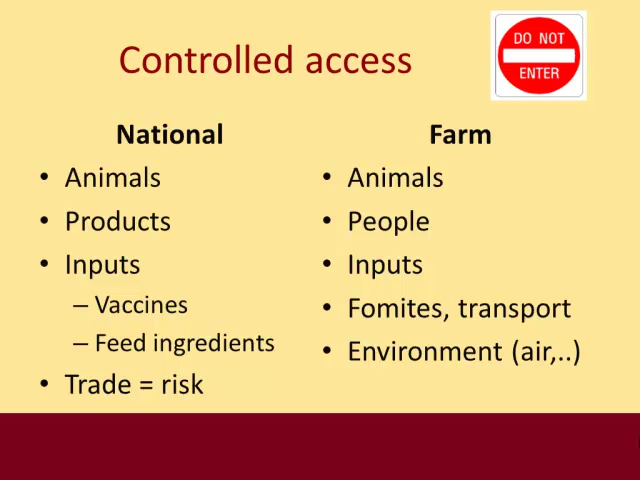 Controlled access
DO NOT
ENTER
National
• Animals
• Products
• Inputs
– Vaccines
– Feed ingredients
• Trade = risk
Farm
• Animals
• People
• Inputs
• Fomites, transport
• Environment (air,..)